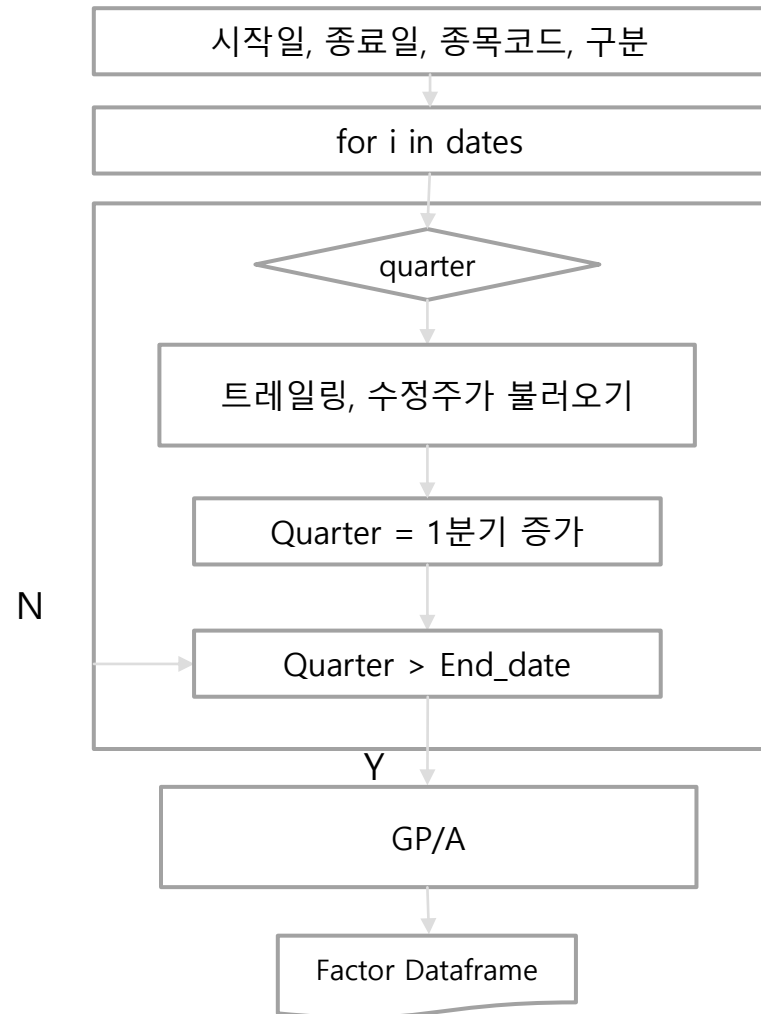 시작일, 종료일, 종목코드, 구분
for i in dates
quarter
트레일링, 수정주가 불러오기
Quarter = 1분기 증가
N
Quarter > End_date
Y
GP/A
Factor Dataframe